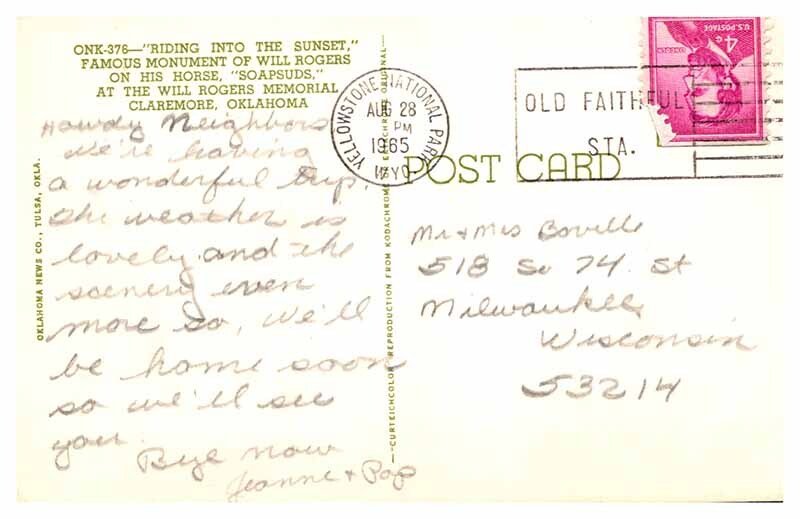 ONK-376—"RIDING INTO THE SUNSET,"
FAMOUS MONUMENT OF WILL ROGERS
ON HIS HORSE, "SOAPSUDS,"
AT THE WILL ROGERS MEMORIAL
CLAREMORE, OKLAHOMA
Howdy Neighbors
We're having
a wonderful trip.
The weather is
lovely and the
scenery even
more so, We'll
be home soon
so we'll see
you.
Bye now
Jeanne + Pop
OKLAHOMA NEWS CO., TULSA, OKLA.
—CURTEICHCOLOR REPRODUCTION FROM KODACHROME ORIGINAL—
YELLOWSTONE NATIONAL PARK
AUG 28
PM
1965
WYO.
OLD FAITHFUL
STA.
U.S. POSTAGE
4¢
LINCOLN
POST CARD
Mr + Mrs Boville
518 So 74 St
Milwaukee
Wisconsin
53214